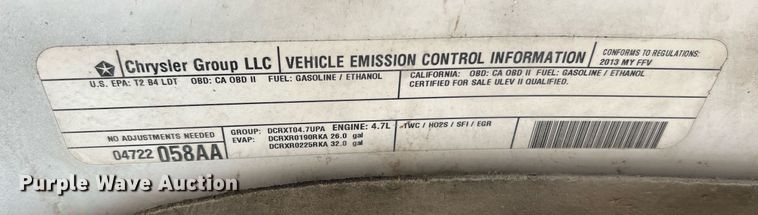 Chrysler Group LLC
VEHICLE EMISSION CONTROL INFORMATION
CONFORMS TO REGULATIONS:
2013 MY FFV
U.S. EPA: T2 B4 LDT OBD: CA OBD II FUEL: GASOLINE / ETHANOL
CALIFORNIA: OBD: CA OBD II FUEL: GASOLINE / ETHANOL
CERTIFIED FOR SALE ULEV II QUALIFIED.
NO ADJUSTMENTS NEEDED
04722 058AA
GROUP: DCRXT04.7UPA ENGINE: 4.7L
EVAP: DCRXR0190RKA 26.0 gal
DCRXR0225RKA 32.0 gal
TWC / HO2S / SFI / EGR
Purple Wave Auction